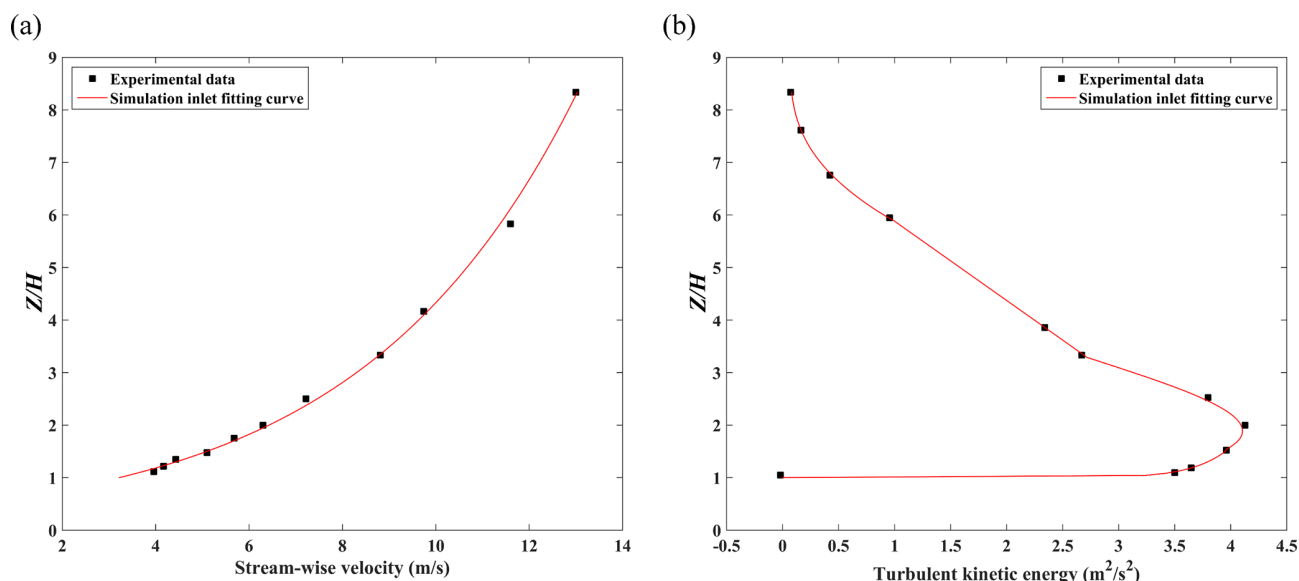 (a)
9
8
7
6
5
4
3
2
1
0
Z/H
Experimental data
Simulation inlet fitting curve
2 4 6 8 10 12 14
Stream-wise velocity (m/s)
(b)
9
8
7
6
5
4
3
2
1
0
Z/H
Experimental data
Simulation inlet fitting curve
-0.5 0 0.5 1 1.5 2 2.5 3 3.5 4 4.5
Turbulent kinetic energy (m²/s²)